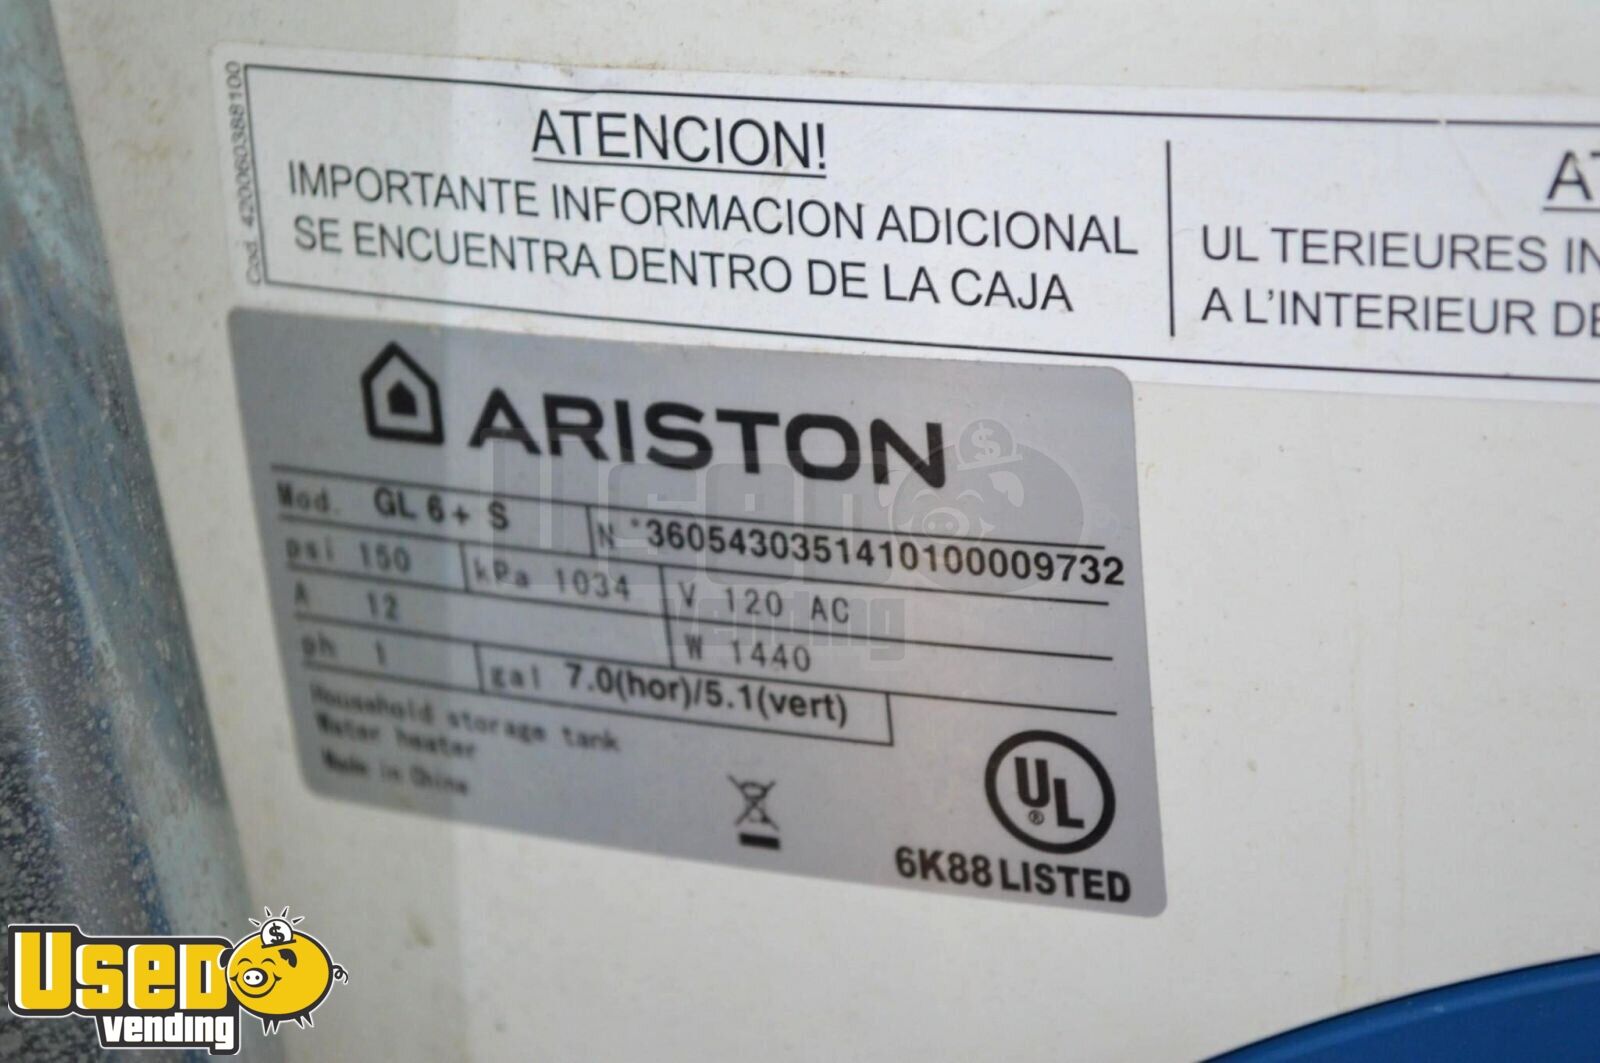 Cod. 420060388100
ATENCION!
IMPORTANTE INFORMACION ADICIONAL
SE ENCUENTRA DENTRO DE LA CAJA
UL TERIEURES
A L'INTERIEUR
ARISTON
Mod. GL 6+ S N °3605430351410100009732
psi 150 kPa 1034 V 120 AC
A 12 W 1440
ph 1 gal 7.0(hor)/5.1(vert)
Household storage tank
Water heater
Made in China
UL ®
6K88 LISTED
USED
vending
USED
vending